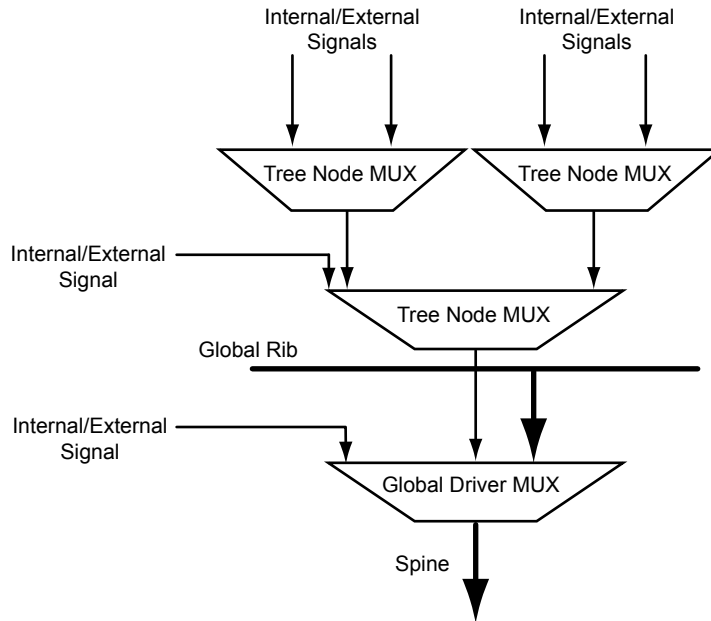 Internal/External
Signals
Internal/External
Signals
Tree Node MUX
Tree Node MUX
Internal/External
Signal
Tree Node MUX
Global Rib
Internal/External
Signal
Global Driver MUX
Spine